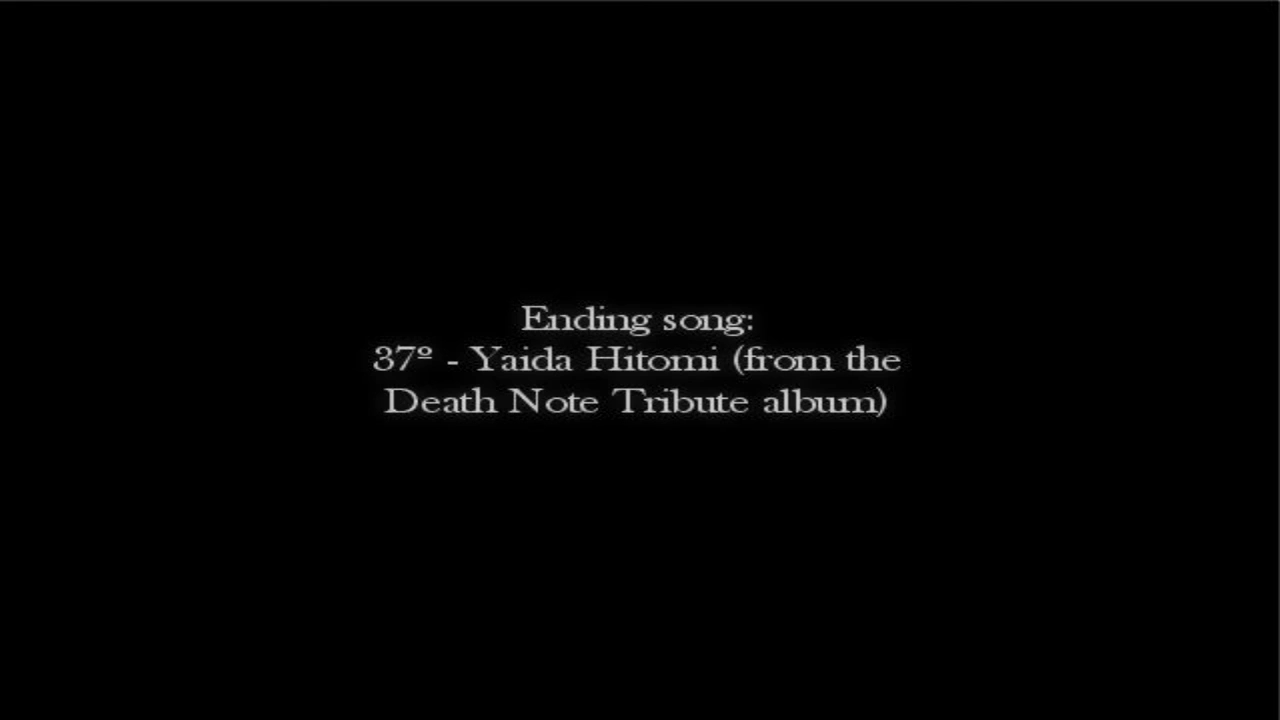 Ending song:
37º - Yaida Hitomi (from the
Death Note Tribute album)